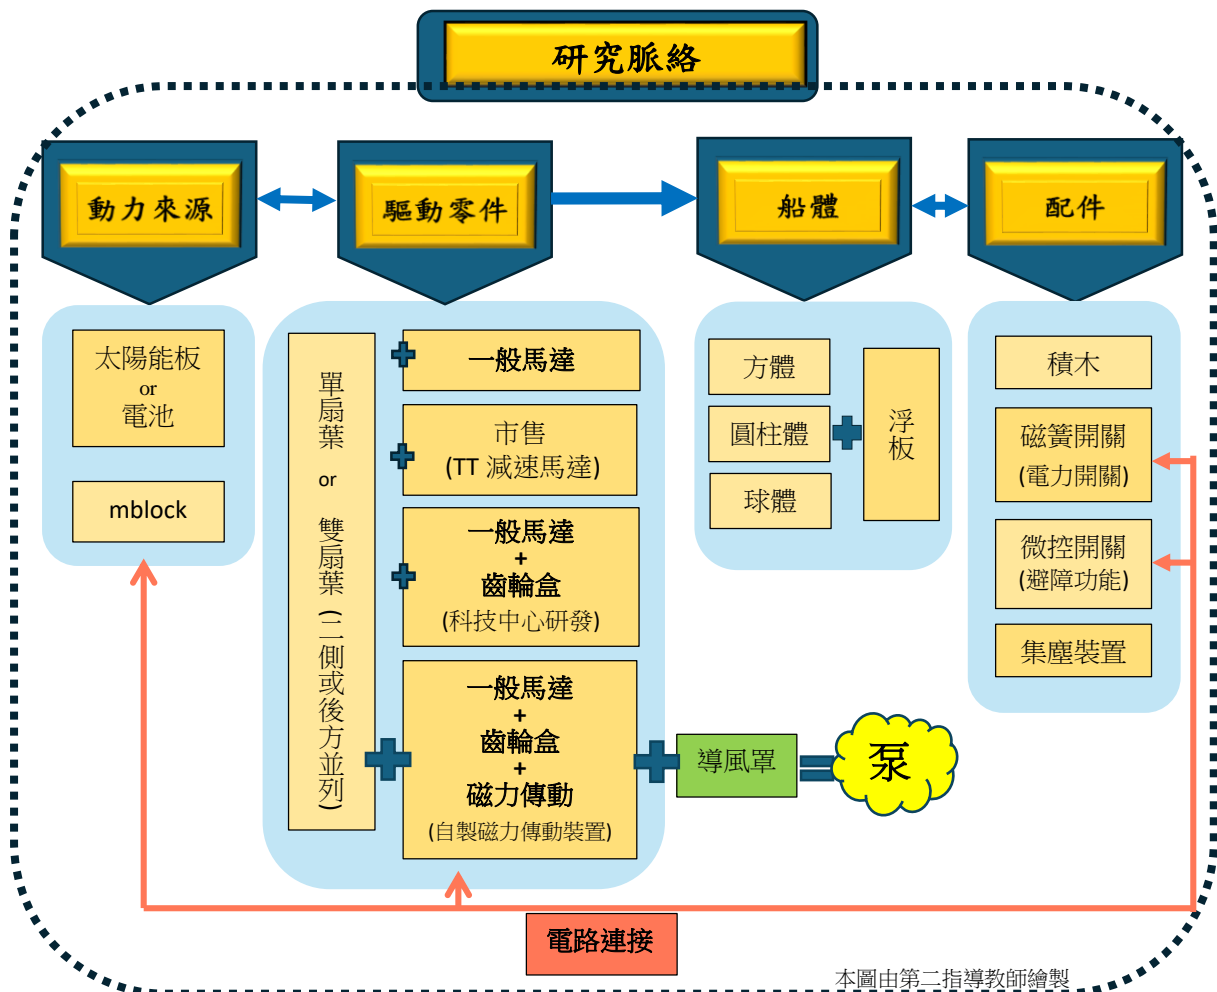 研究脈絡
動力來源
驅動零件
船體
配件
太陽能板
or
電池
mblock
單扇葉 or 雙扇葉(二側或後方並列)
一般馬達
市售
(TT 減速馬達)
一般馬達
+
齒輪盒
(科技中心研發)
一般馬達
+
齒輪盒
+
磁力傳動
(自製磁力傳動裝置)
導風罩
泵
方體
圓柱體
球體
浮板
積木
磁簧開關
(電力開關)
微控開關
(避障功能)
集塵裝置
電路連接
本圖由第二指導教師繪製